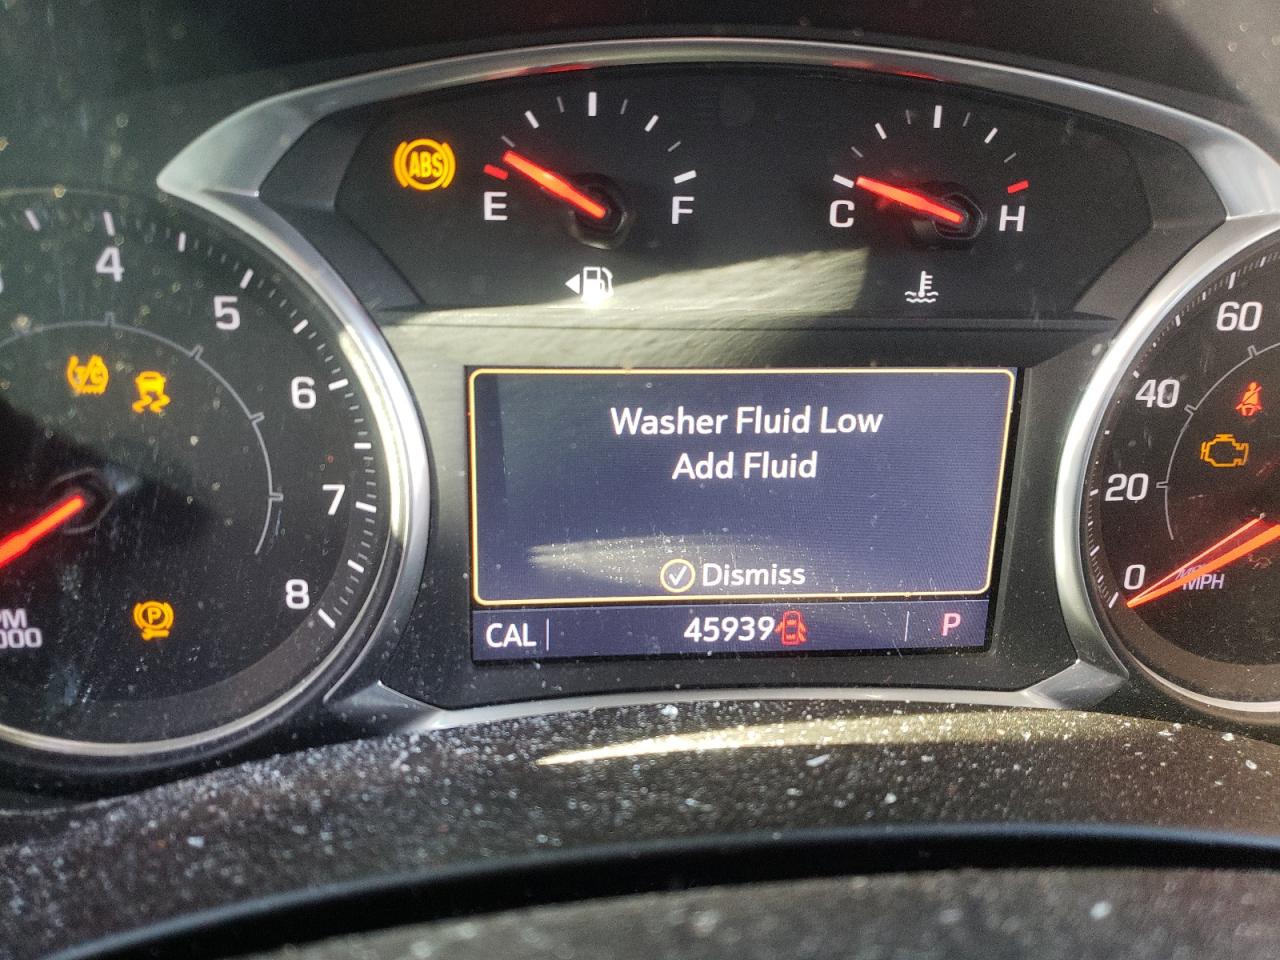 ABS
E
F
C
H
4
5
6
7
8
000
P
Washer Fluid Low
Add Fluid
Dismiss
CAL
45939
P
60
40
20
0
MPH